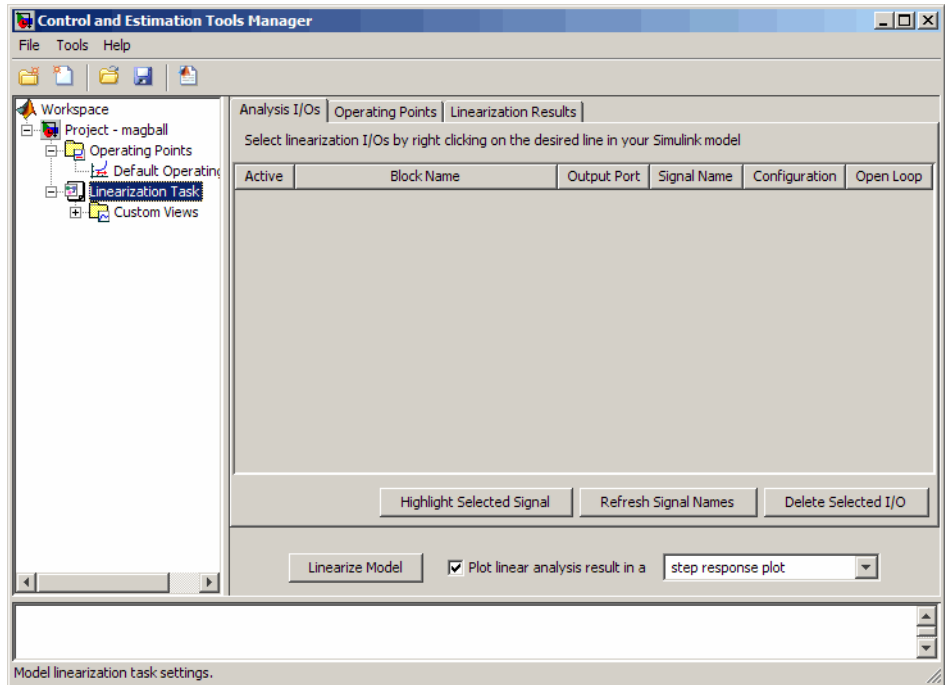 Control and Estimation Tools Manager
File Tools Help
Workspace
Project - magball
Operating Points
Default Operating
Linearization Task
Custom Views
Analysis I/Os Operating Points Linearization Results
Select linearization I/Os by right clicking on the desired line in your Simulink model
Active Block Name Output Port Signal Name Configuration Open Loop
Highlight Selected Signal Refresh Signal Names Delete Selected I/O
Linearize Model Plot linear analysis result in a step response plot
Model linearization task settings.